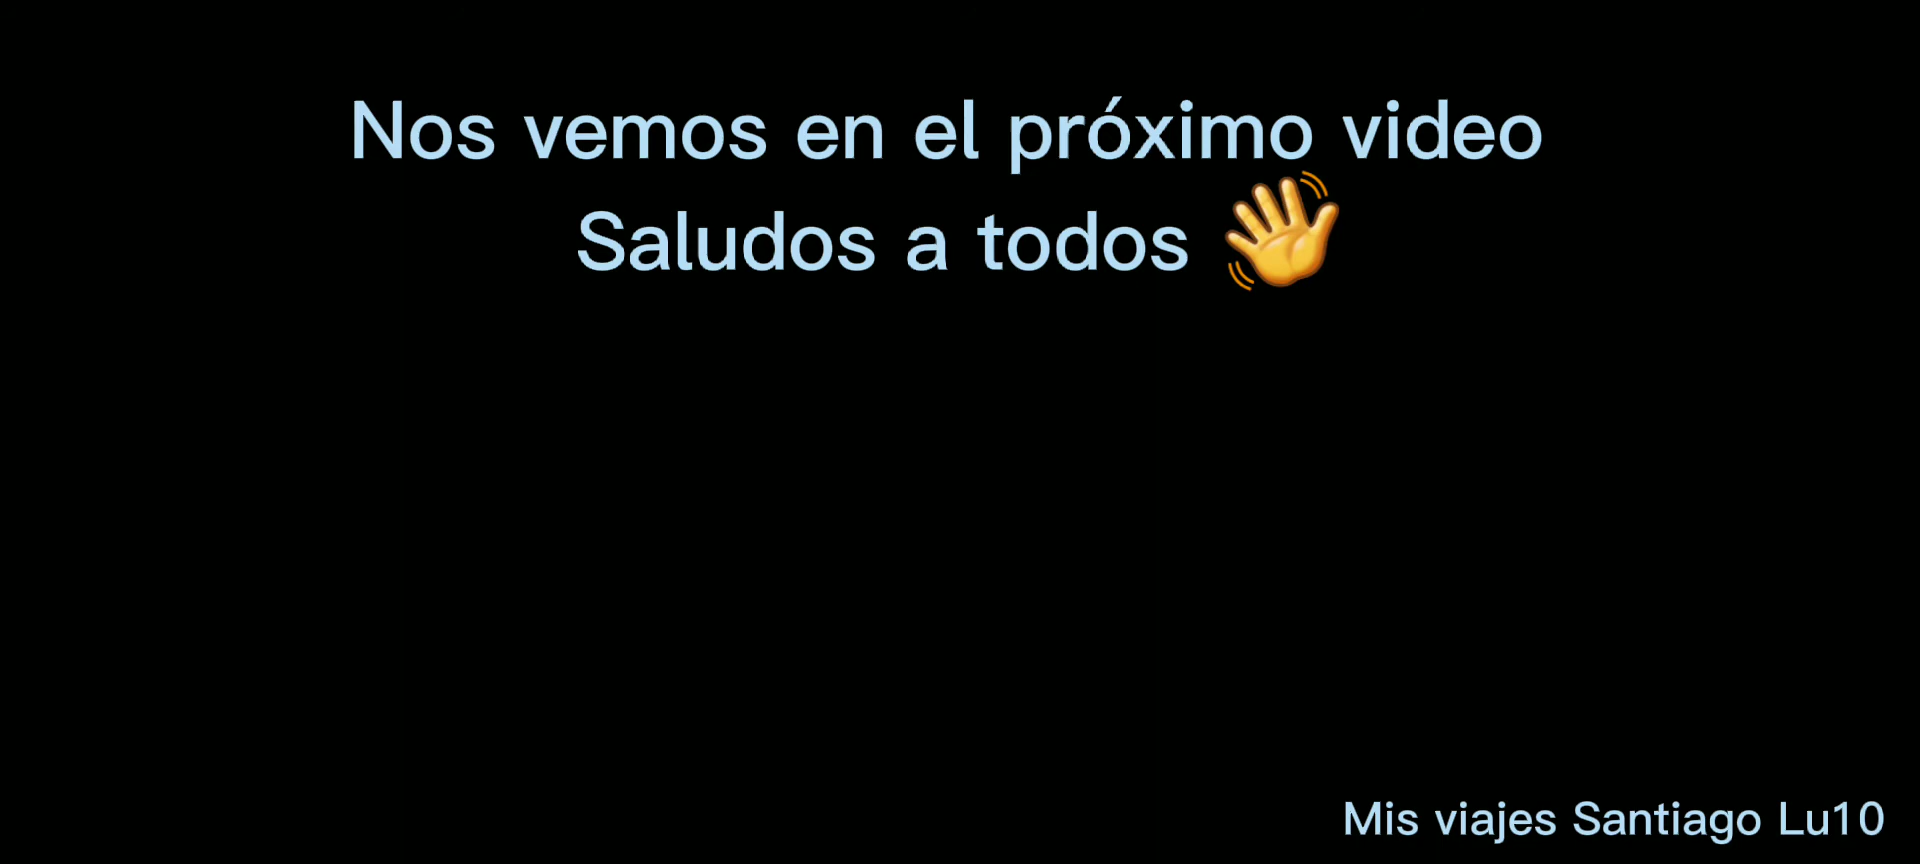 Nos vemos en el próximo video
Saludos a todos 👋
Mis viajes Santiago Lu10